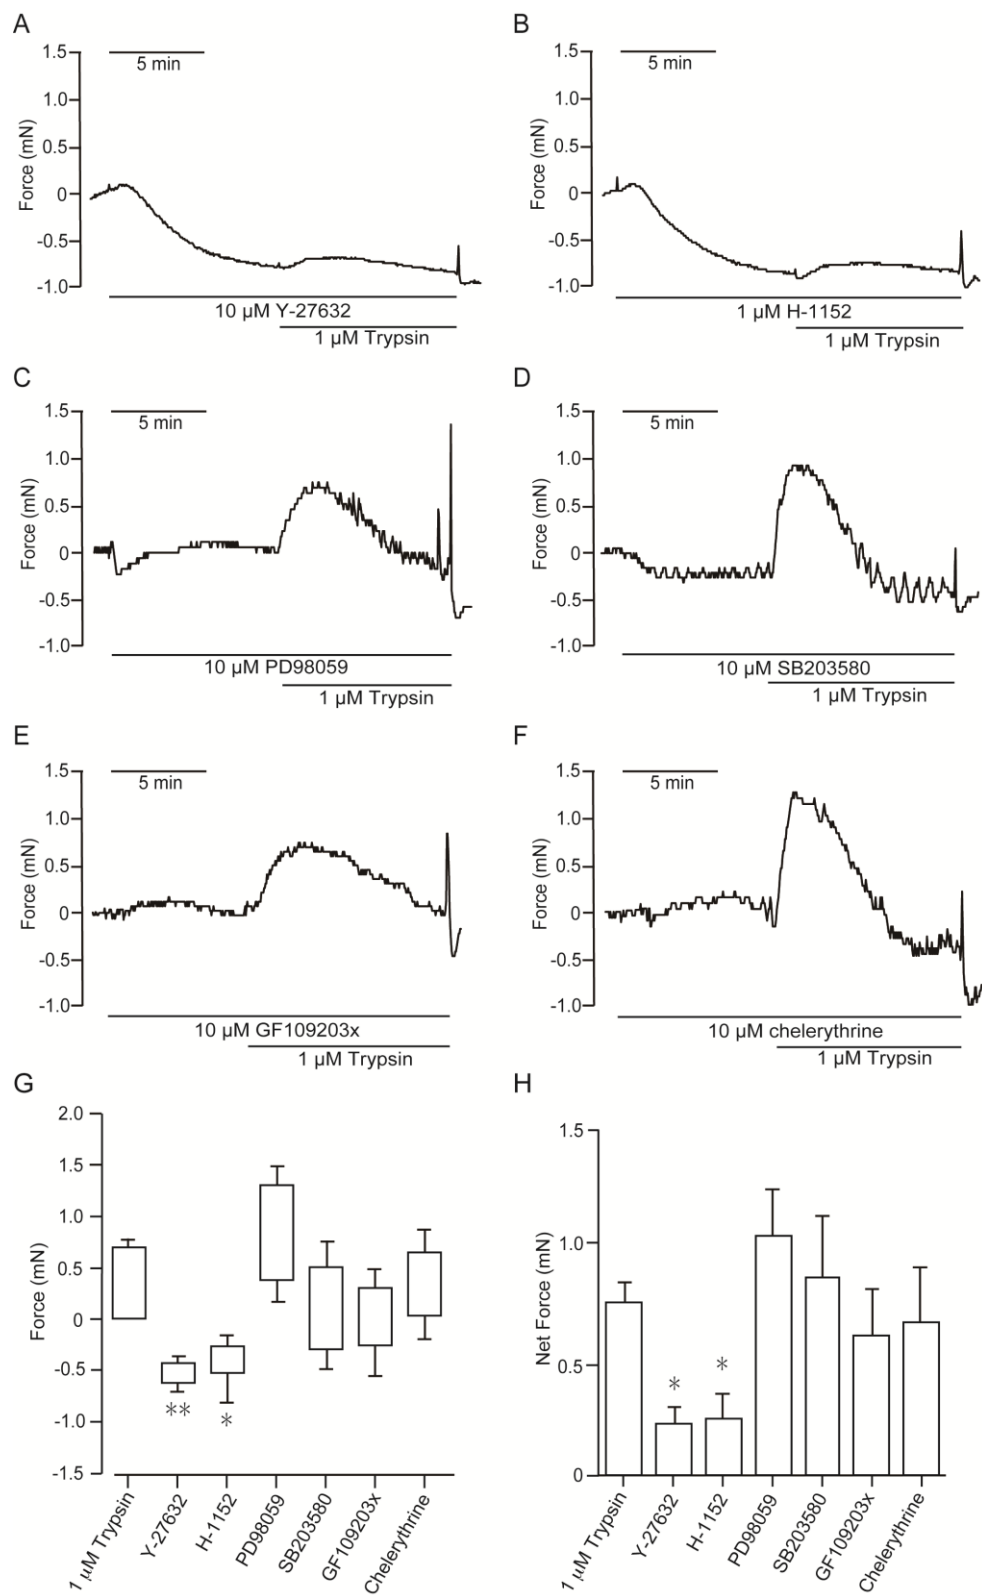 A
B
1.5
5 min
1.0
0.5
0
-0.5
-1.0
Force (mN)
10 µM Y-27632
1 µM Trypsin
1.5
5 min
1.0
0.5
0
-0.5
-1.0
Force (mN)
1 µM H-1152
1 µM Trypsin
C
D
1.5
5 min
1.0
0.5
0
-0.5
-1.0
Force (mN)
10 µM PD98059
1 µM Trypsin
1.5
5 min
1.0
0.5
0
-0.5
-1.0
Force (mN)
10 µM SB203580
1 µM Trypsin
E
F
1.5
5 min
1.0
0.5
0
-0.5
-1.0
Force (mN)
10 µM GF109203x
1 µM Trypsin
1.5
5 min
1.0
0.5
0
-0.5
-1.0
Force (mN)
10 µM chelerythrine
1 µM Trypsin
G
H
2.0
1.5
1.0
0.5
0
-0.5
-1.0
-1.5
Force (mN)
**
*
1 µM Trypsin
Y-27632
H-1152
PD98059
SB203580
GF109203x
Chelerythrine
1.5
1.0
0.5
0
Net Force (mN)
*
*
1 µM Trypsin
Y-27632
H-1152
PD98059
SB203580
GF109203x
Chelerythrine